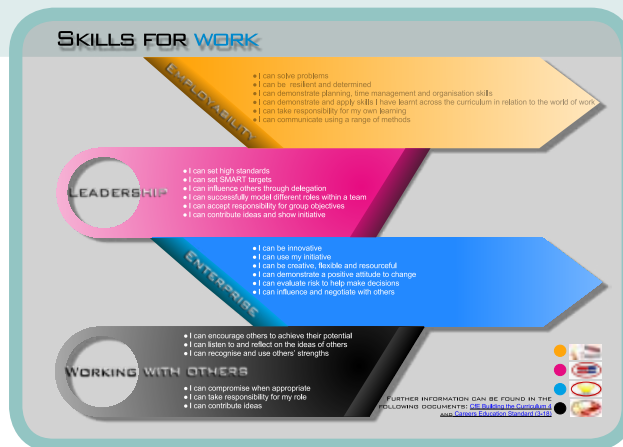 SKILLS FOR WORK
EMPLOYABILITY
● I can solve problems
● I can be resilient and determined
● I can demonstrate planning, time management and organisation skills
● I can demonstrate and apply skills I have learnt across the curriculum in relation to the world of work
● I can take responsibility for my own learning
● I can communicate using a range of methods
LEADERSHIP
● I can set high standards
● I can set SMART targets
● I can influence others through delegation
● I can successfully model different roles within a team
● I can accept responsibility for group objectives
● I can contribute ideas and show initiative
ENTERPRISE
● I can be innovative
● I can use my initiative
● I can be creative, flexible and resourceful
● I can demonstrate a positive attitude to change
● I can evaluate risk to help make decisions
● I can influence and negotiate with others
WORKING WITH OTHERS
● I can encourage others to achieve their potential
● I can listen to and reflect on the ideas of others
● I can recognise and use others' strengths
● I can compromise when appropriate
● I can take responsibility for my role
● I can contribute ideas
FURTHER INFORMATION CAN BE FOUND IN THE
FOLLOWING DOCUMENTS: CfE Building the Curriculum 4
AND Careers Education Standard (3-18)